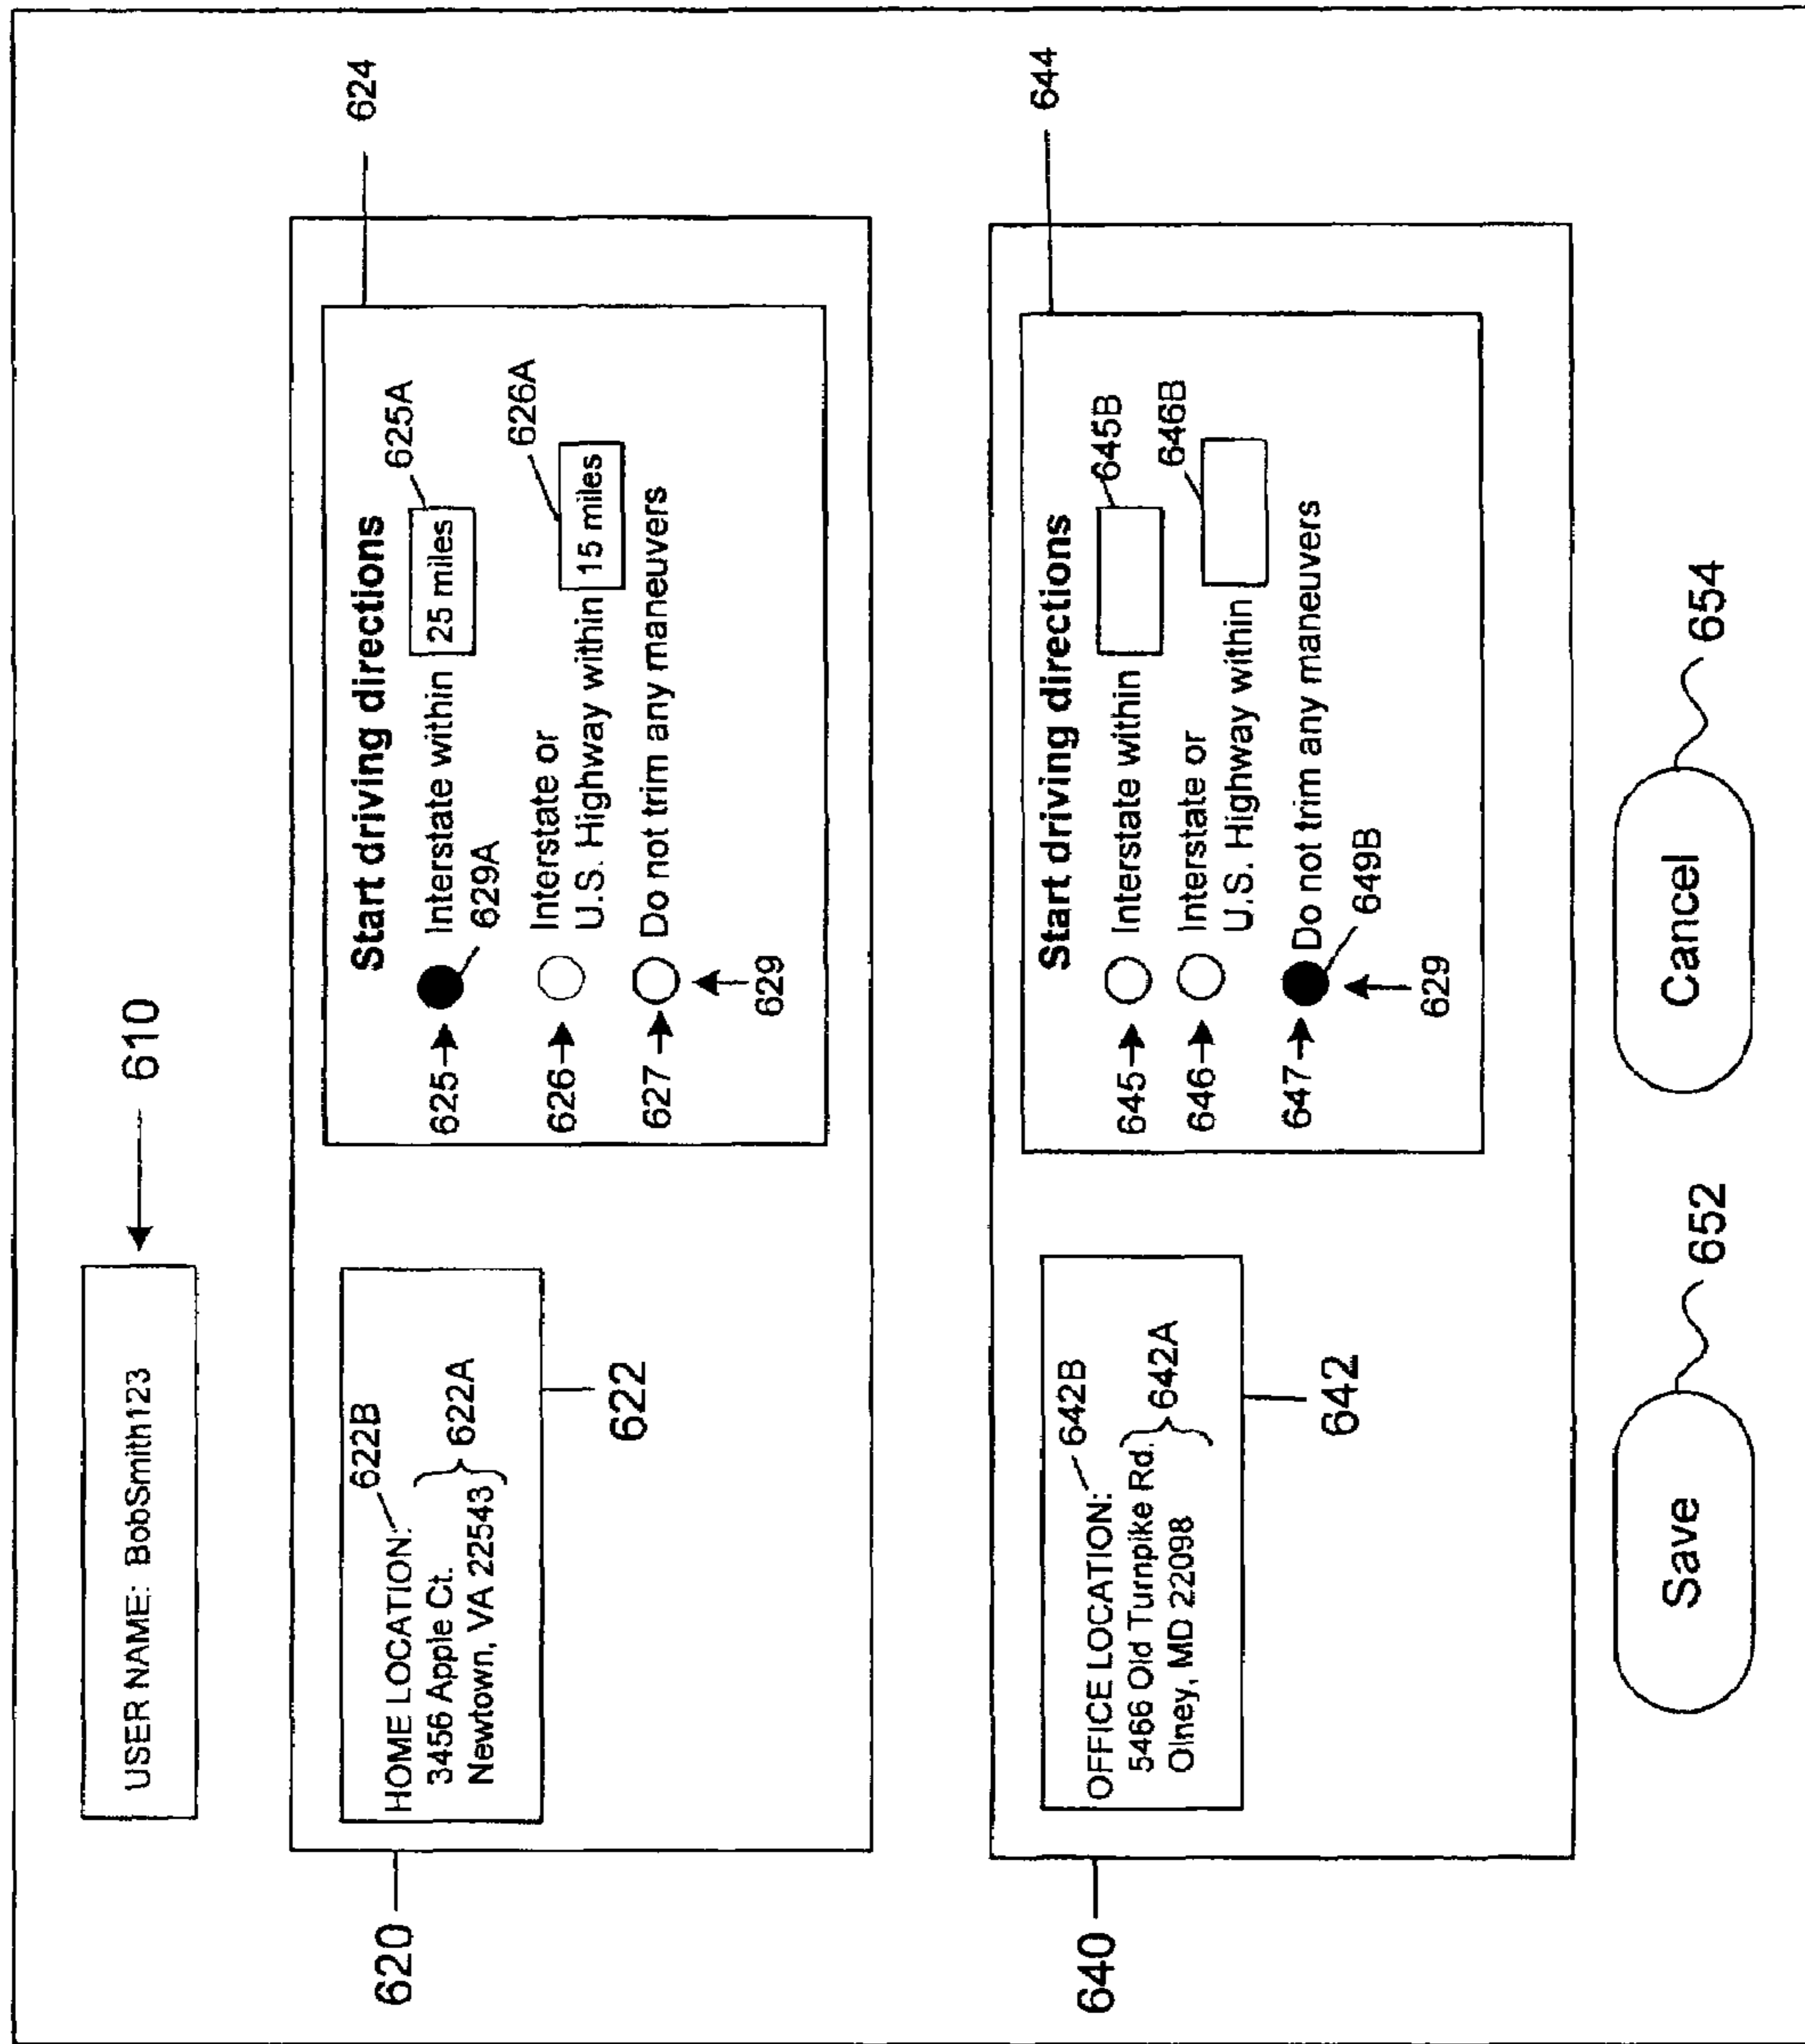 USER NAME: BobSmith123
610
620
HOME LOCATION:
622B
3456 Apple Ct.
Newtown, VA 22543
622A
622
624
Start driving directions
625
Interstate within
25 miles
625A
629A
626
Interstate or
U.S. Highway within
15 miles
626A
627
Do not trim any maneuvers
629
640
OFFICE LOCATION:
642B
5466 Old Turnpike Rd.
Olney, MD 22098
642A
642
644
Start driving directions
645
Interstate within
645B
646
Interstate or
U.S. Highway within
646B
647
Do not trim any maneuvers
649B
629
Save
652
Cancel
654